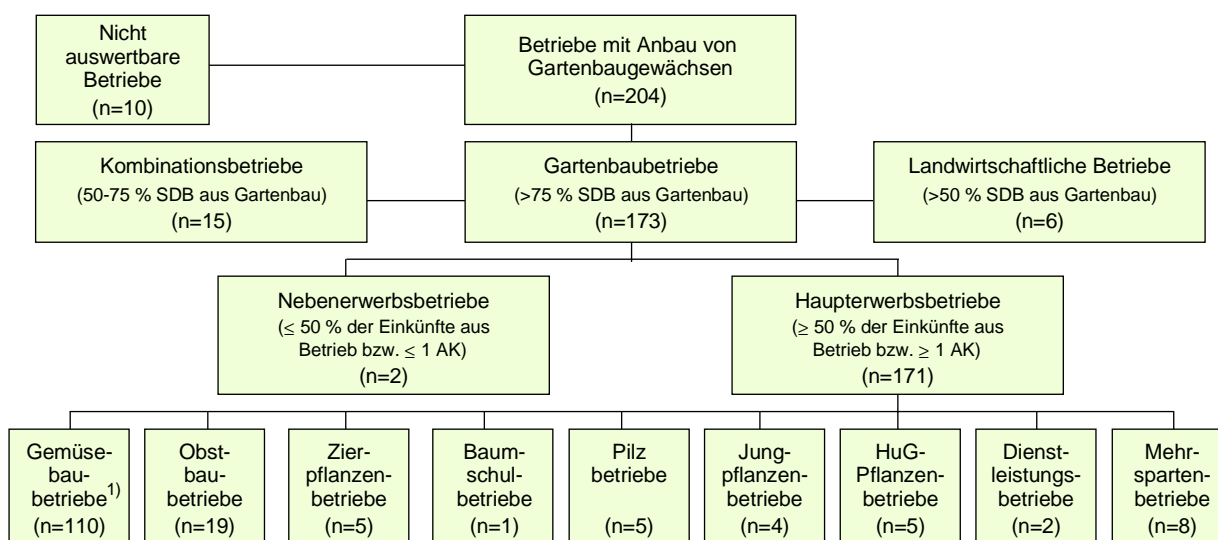 Nicht
auswertbare
Betriebe
(n=10)
Betriebe mit Anbau von
Gartenbaugewächsen
(n=204)
Kombinationsbetriebe
(50-75 % SDB aus Gartenbau)
(n=15)
Gartenbaubetriebe
(>75 % SDB aus Gartenbau)
(n=173)
Landwirtschaftliche Betriebe
(>50 % SDB aus Gartenbau)
(n=6)
Nebenerwerbsbetriebe
(≤ 50 % der Einkünfte aus
Betrieb bzw. ≤ 1 AK)
(n=2)
Haupterwerbsbetriebe
(≥ 50 % der Einkünfte aus
Betrieb bzw. ≥ 1 AK)
(n=171)
Gemüse-
bau-
betriebe1)
(n=110)
Obst-
bau-
betriebe
(n=19)
Zier-
pflanzen-
betriebe
(n=5)
Baum-
schul-
betriebe
(n=1)
Pilz
betriebe
(n=5)
Jung-
pflanzen-
betriebe
(n=4)
HuG-
Pflanzen-
betriebe
(n=5)
Dienst-
leistungs-
betriebe
(n=2)
Mehr-
sparten-
betriebe
(n=8)